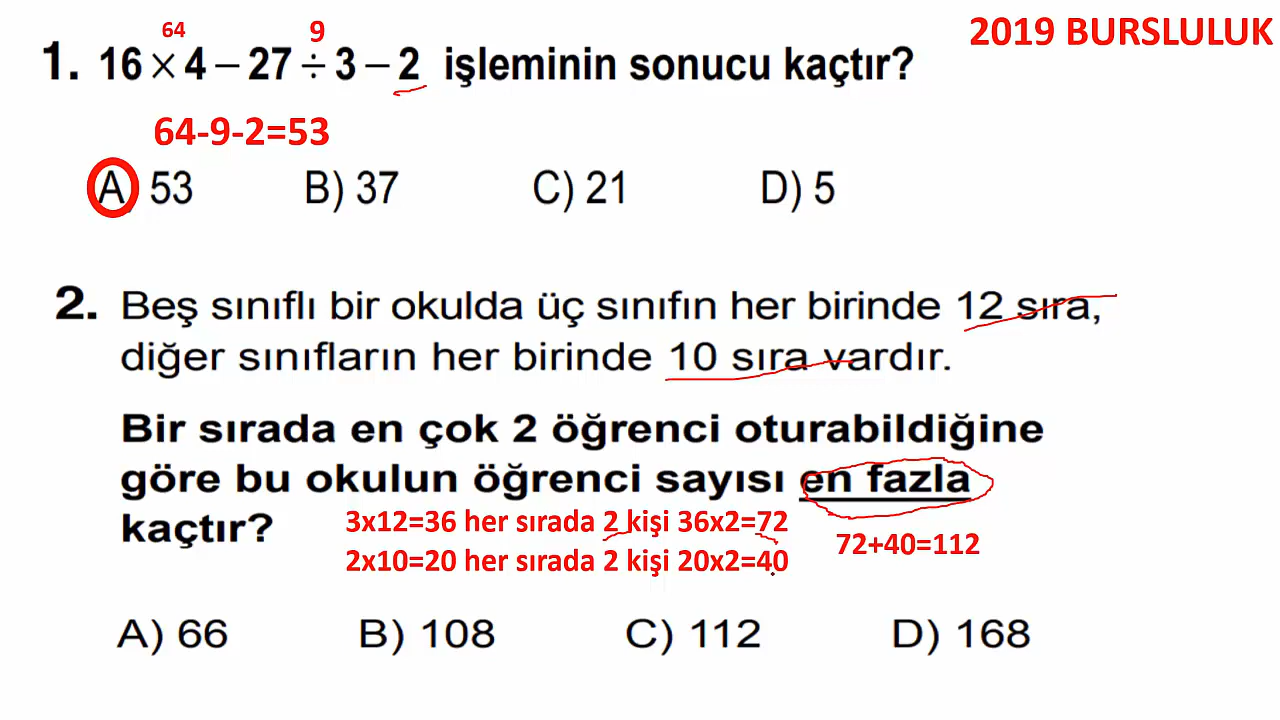 2019 BURSLULUK
64 9
1. 16 × 4 – 27 ÷ 3 – 2 işleminin sonucu kaçtır?
64-9-2=53
A) 53 B) 37 C) 21 D) 5
2. Beş sınıflı bir okulda üç sınıfın her birinde 12 sıra,
diğer sınıfların her birinde 10 sıra vardır.
Bir sırada en çok 2 öğrenci oturabildiğine
göre bu okulun öğrenci sayısı en fazla
kaçtır?
3x12=36 her sırada 2 kişi 36x2=72
2x10=20 her sırada 2 kişi 20x2=40
72+40=112
A) 66 B) 108 C) 112 D) 168